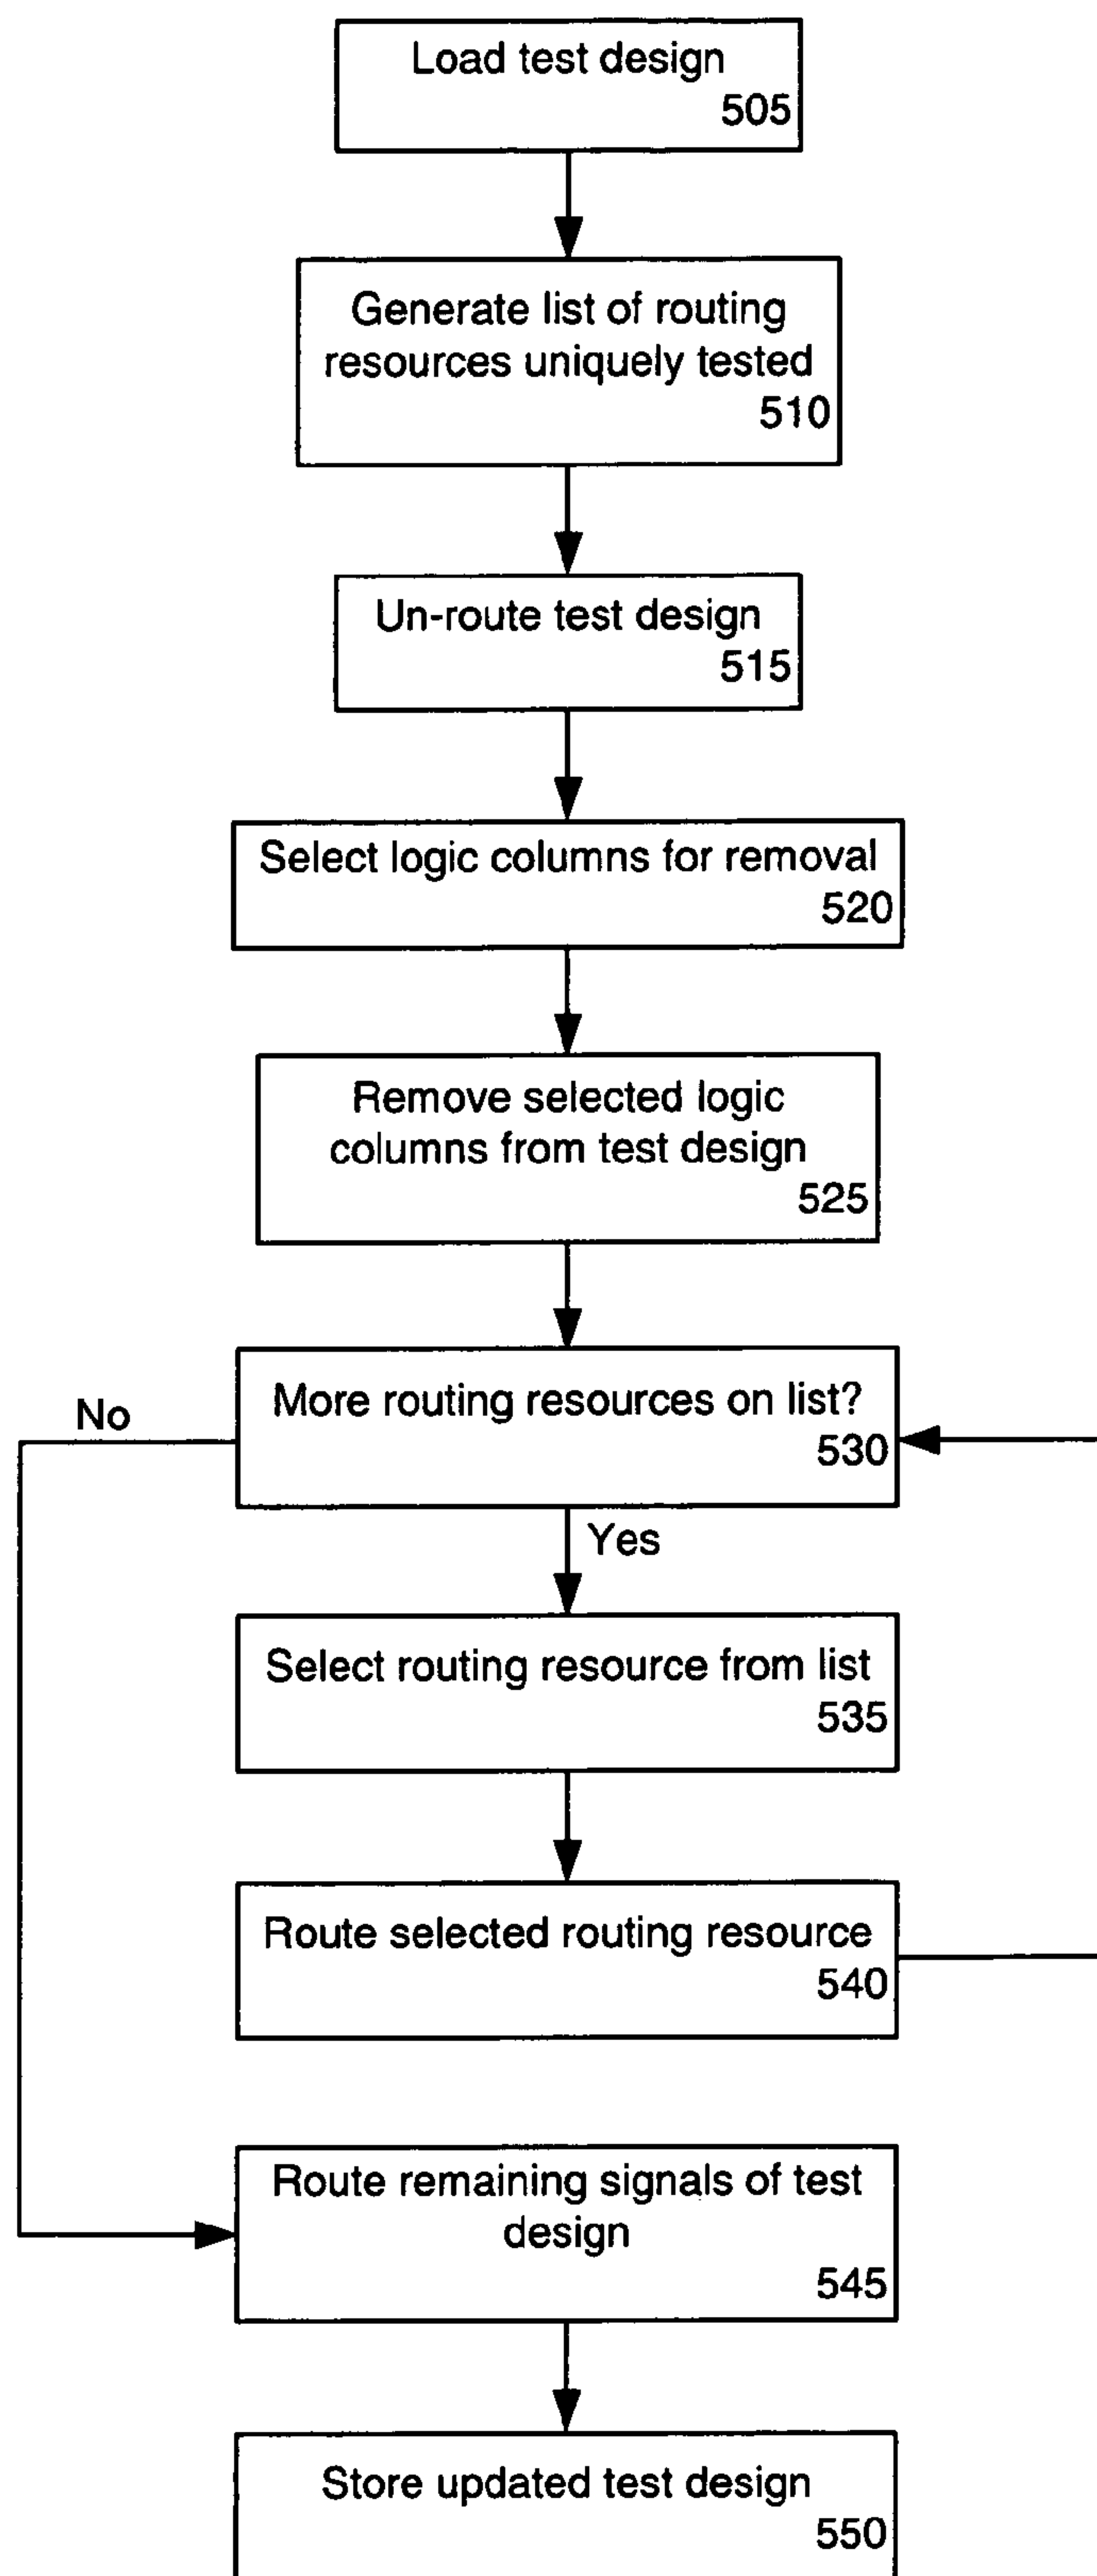 Load test design
505
Generate list of routing
resources uniquely tested
510
Un-route test design
515
Select logic columns for removal
520
Remove selected logic
columns from test design
525
More routing resources on list?
530
No
Yes
Select routing resource from list
535
Route selected routing resource
540
Route remaining signals of test
design
545
Store updated test design
550